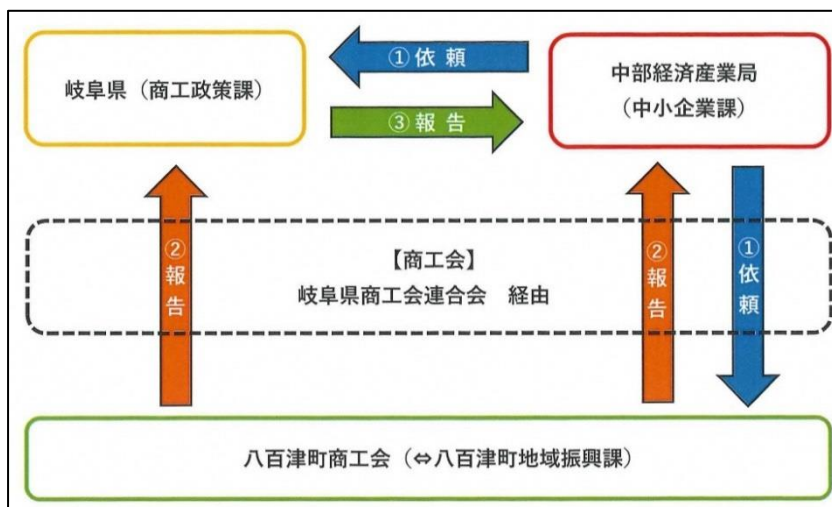 岐阜県（商工政策課）
①依 頼
③報 告
中部経済産業局
（中小企業課）
②報 告
【商工会】
岐阜県商工会連合会　経由
②報 告
①依 頼
八百津町商工会（⇔八百津町地域振興課）